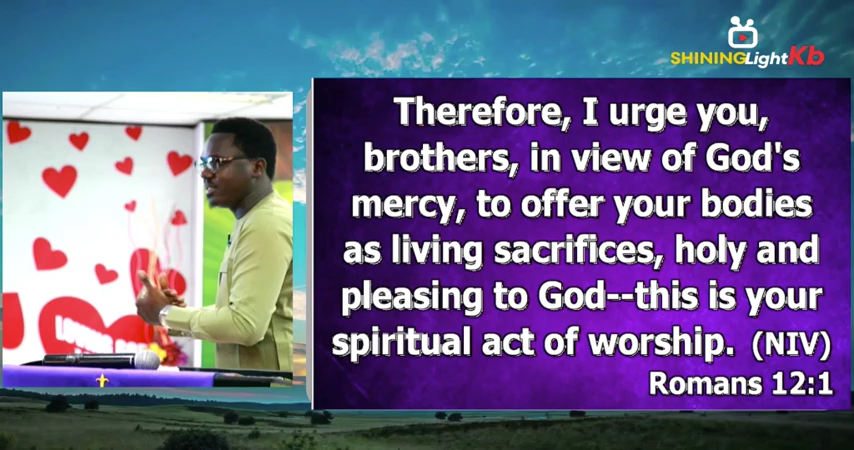 SHININGLightKb
Therefore, I urge you,
brothers, in view of God's
mercy, to offer your bodies
as living sacrifices, holy and
pleasing to God--this is your
spiritual act of worship. (NIV)
Romans 12:1